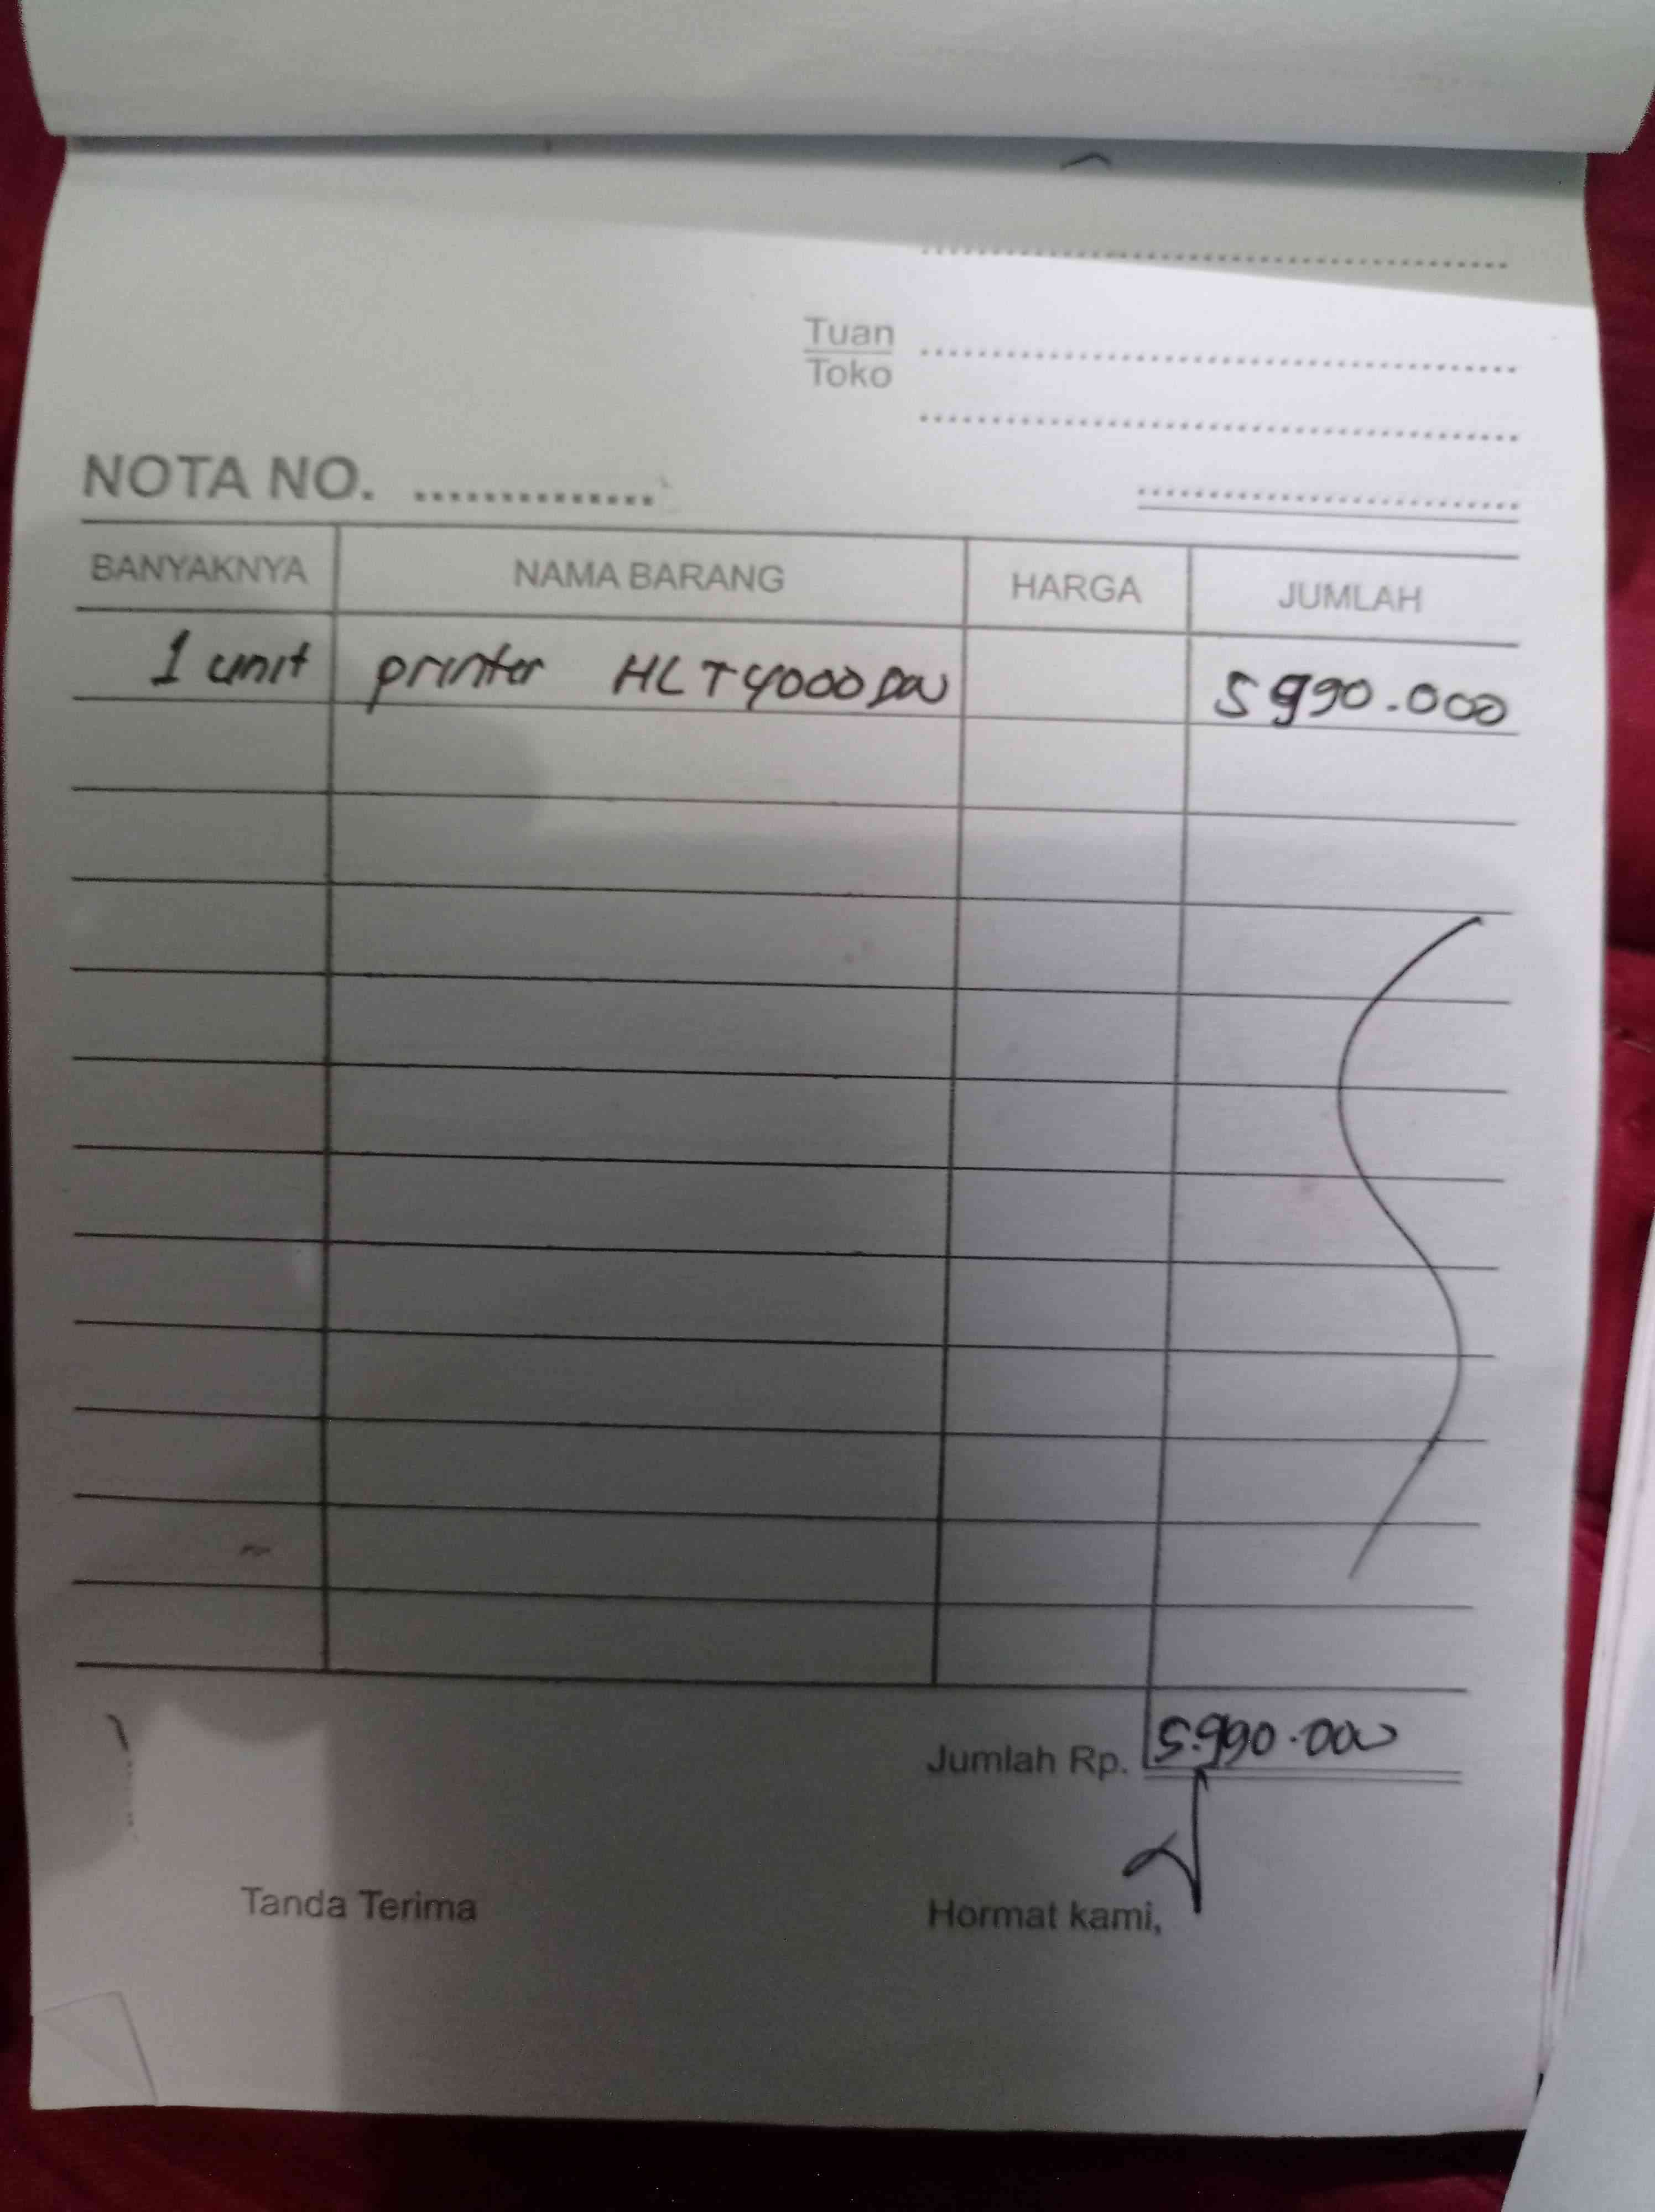 Tuan
Toko
NOTA NO.
BANYAKNYA NAMA BARANG HARGA JUMLAH
1 unit printer HLT4000DW 5990.000
Jumlah Rp. 5.990.000
Tanda Terima Hormat kami,